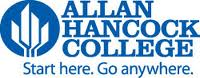 ALLAN
HANCOCK
COLLEGE
Start here. Go anywhere.